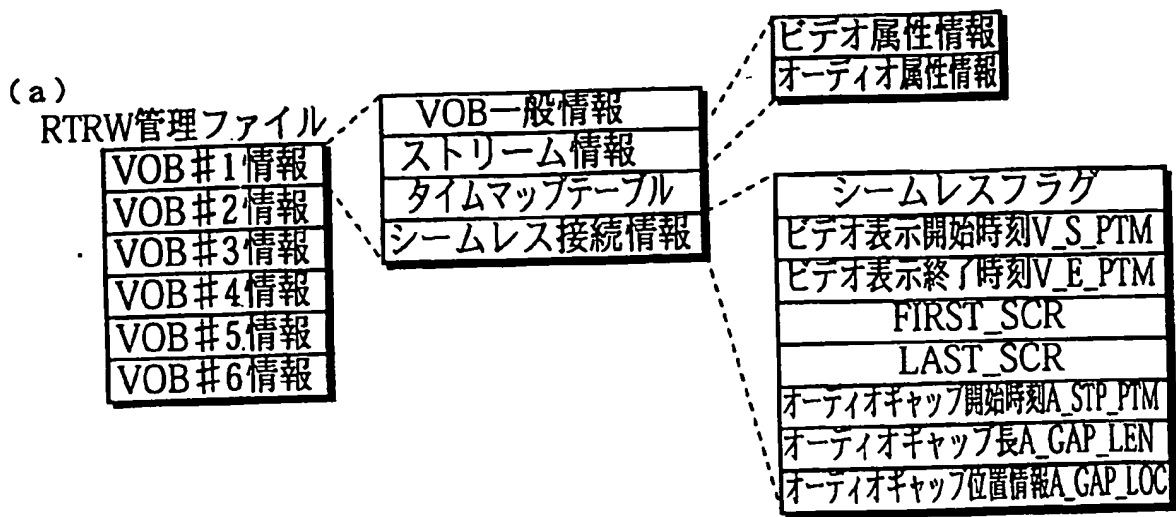 (a)
RTRW管理ファイル
VOB#1情報
VOB#2情報
VOB#3情報
VOB#4情報
VOB#5情報
VOB#6情報
VOB一般情報
ストリーム情報
タイムマップテーブル
シームレス接続情報
ビデオ属性情報
オーディオ属性情報
シームレスフラグ
ビデオ表示開始時刻V_S_PTM
ビデオ表示終了時刻V_E_PTM
FIRST_SCR
LAST_SCR
オーディオギャップ開始時刻A_STP_PTM
オーディオギャップ長A_GAP_LEN
オーディオギャップ位置情報A_GAP_LOC